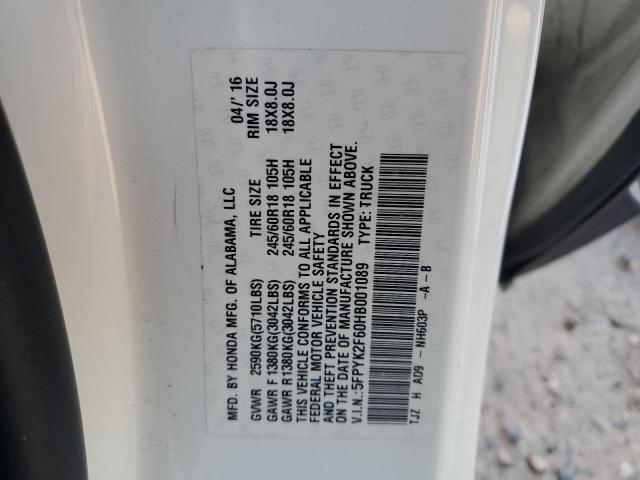 MFD. BY HONDA MFG. OF ALABAMA, LLC 04/' 16
GVWR 2590KG(5710LBS) TIRE SIZE RIM SIZE
GAWR F 1380KG(3042LBS) 245/60R18 105H 18X8.0J
GAWR R 1380KG(3042LBS) 245/60R18 105H 18X8.0J
THIS VEHICLE CONFORMS TO ALL APPLICABLE
FEDERAL MOTOR VEHICLE SAFETY
AND THEFT PREVENTION STANDARDS IN EFFECT
ON THE DATE OF MANUFACTURE SHOWN ABOVE.
V.I.N.: 5FPYK2F60HB001089 TYPE: TRUCK
TJZ H A09 - NH603P -A - B